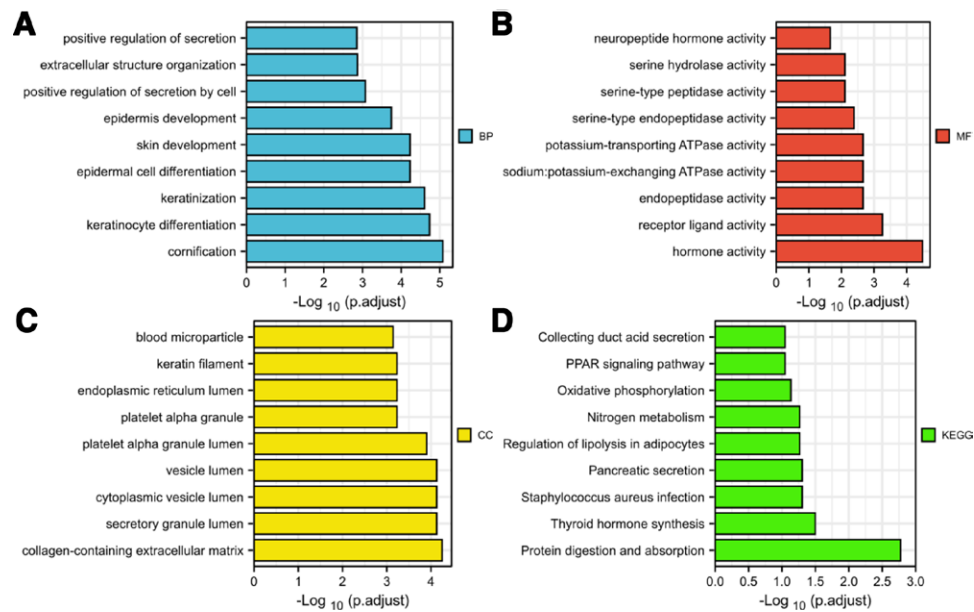 A
positive regulation of secretion
extracellular structure organization
positive regulation of secretion by cell
epidermis development
skin development
epidermal cell differentiation
keratinization
keratinocyte differentiation
cornification
BP
0 1 2 3 4 5
-Log 10 (p.adjust)
B
neuropeptide hormone activity
serine hydrolase activity
serine-type peptidase activity
serine-type endopeptidase activity
potassium-transporting ATPase activity
sodium:potassium-exchanging ATPase activity
endopeptidase activity
receptor ligand activity
hormone activity
MF
0 1 2 3 4
-Log 10 (p.adjust)
C
blood microparticle
keratin filament
endoplasmic reticulum lumen
platelet alpha granule
platelet alpha granule lumen
vesicle lumen
cytoplasmic vesicle lumen
secretory granule lumen
collagen-containing extracellular matrix
CC
0 1 2 3 4
-Log 10 (p.adjust)
D
Collecting duct acid secretion
PPAR signaling pathway
Oxidative phosphorylation
Nitrogen metabolism
Regulation of lipolysis in adipocytes
Pancreatic secretion
Staphylococcus aureus infection
Thyroid hormone synthesis
Protein digestion and absorption
KEGG
0.0 0.5 1.0 1.5 2.0 2.5 3.0
-Log 10 (p.adjust)